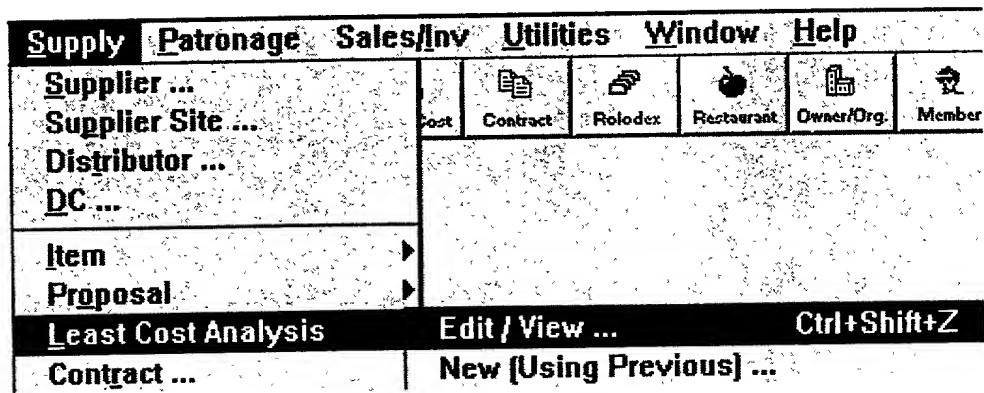 Supply Patronage Sales/Inv Utilities Window Help
Supplier ...
Supplier Site ...
Distributor ...
DC ...
Cost Contract Rolodex Restaurant Owner/Org. Member
Item
Proposal
Least Cost Analysis Edit / View ... Ctrl+Shift+Z
Contract ... New (Using Previous) ...